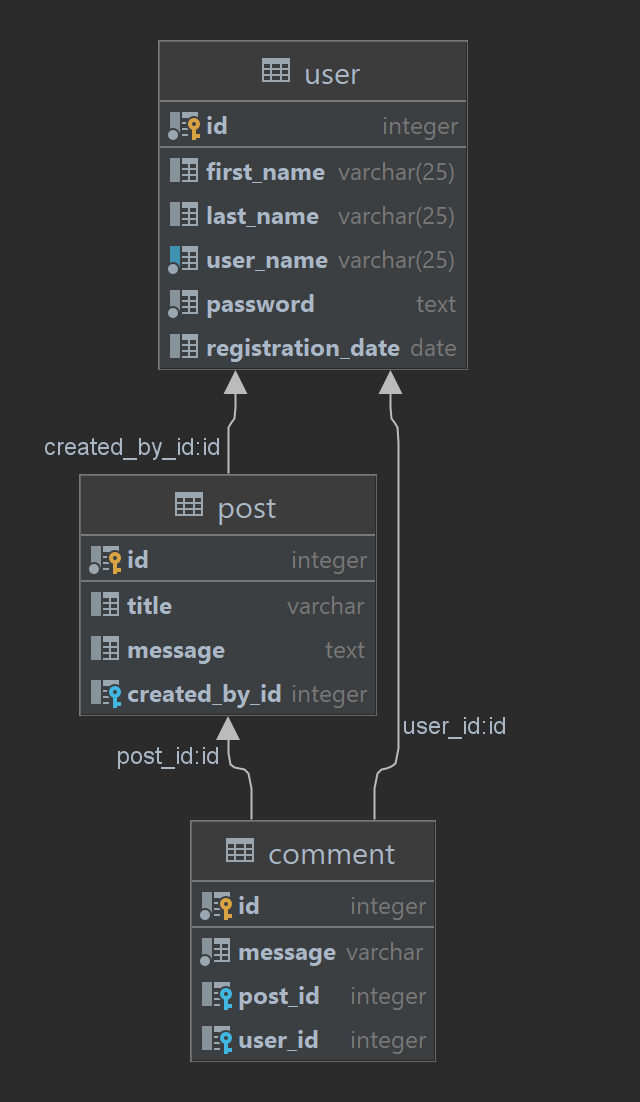 user
id integer
first_name varchar(25)
last_name varchar(25)
user_name varchar(25)
password text
registration_date date
created_by_id:id
post
id integer
title varchar
message text
created_by_id integer
user_id:id
post_id:id
comment
id integer
message varchar
post_id integer
user_id integer